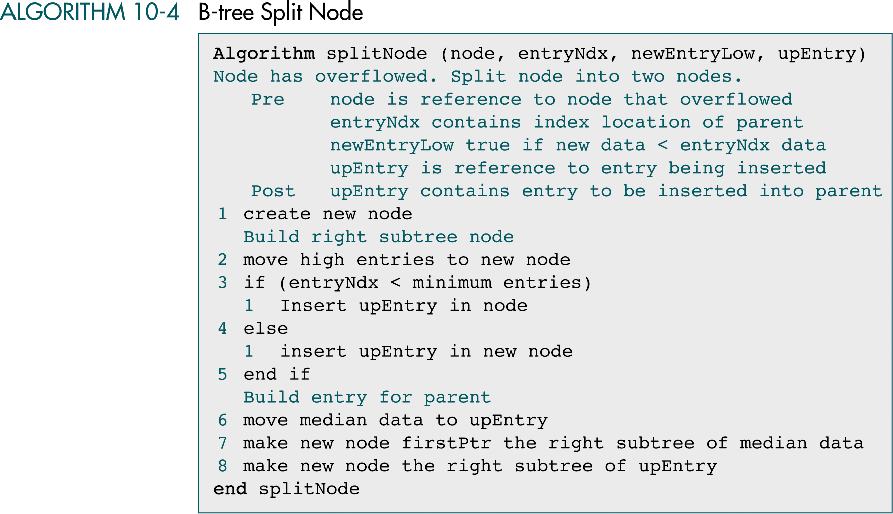 ALGORITHM 10-4 B-tree Split Node
Algorithm splitNode (node, entryNdx, newEntryLow, upEntry)
Node has overflowed. Split node into two nodes.
Pre node is reference to node that overflowed
entryNdx contains index location of parent
newEntryLow true if new data < entryNdx data
upEntry is reference to entry being inserted
Post upEntry contains entry to be inserted into parent
1 create new node
Build right subtree node
2 move high entries to new node
3 if (entryNdx < minimum entries)
1 Insert upEntry in node
4 else
1 insert upEntry in new node
5 end if
Build entry for parent
6 move median data to upEntry
7 make new node firstPtr the right subtree of median data
8 make new node the right subtree of upEntry
end splitNode